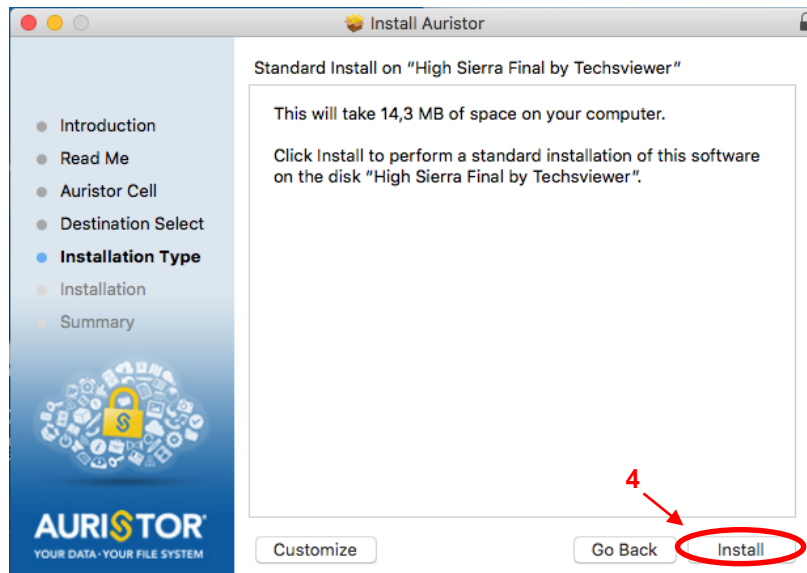 Install Auristor
Standard Install on “High Sierra Final by Techsviewer”
Introduction
Read Me
Auristor Cell
Destination Select
Installation Type
Installation
Summary
This will take 14,3 MB of space on your computer.
Click Install to perform a standard installation of this software
on the disk “High Sierra Final by Techsviewer”.
S
AURISTOR
YOUR DATA · YOUR FILE SYSTEM
4
Customize
Go Back
Install